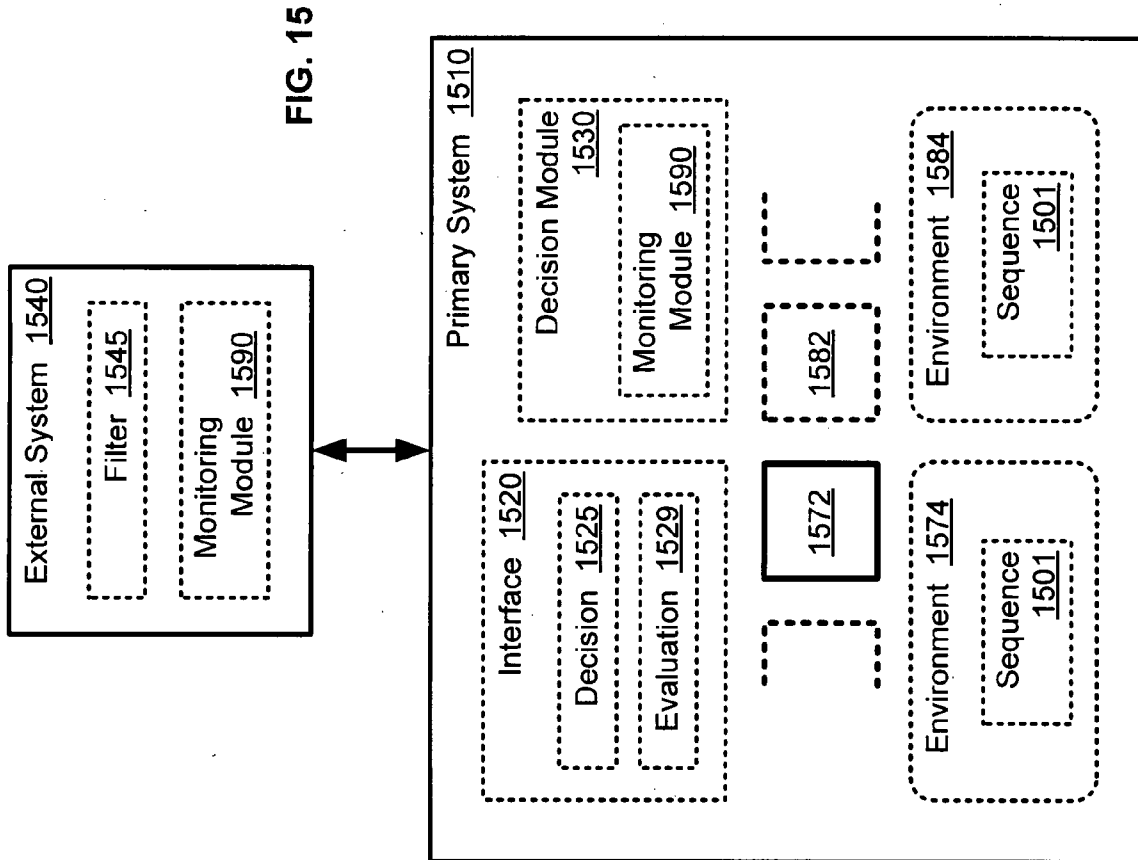 FIG. 15
External System 1540
Filter 1545
Monitoring
Module 1590
Primary System 1510
Interface 1520
Decision 1525
Evaluation 1529
Decision Module
1530
Monitoring
Module 1590
1572
1582
Environment 1574
Sequence
1501
Environment 1584
Sequence
1501